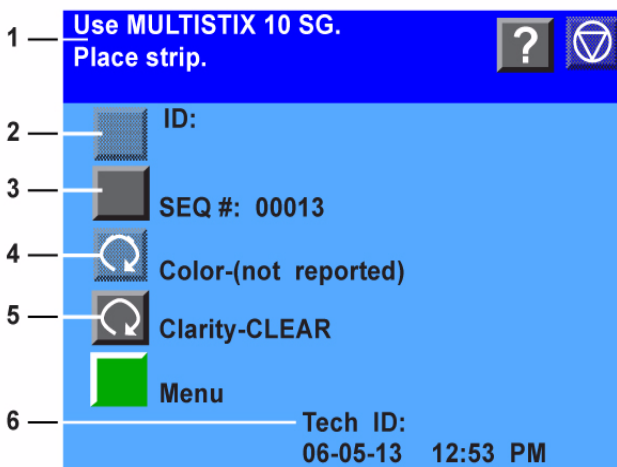 Use MULTISTIX 10 SG.
Place strip.
?
1
2
ID:
3
SEQ #: 00013
4
Color-(not reported)
5
Clarity-CLEAR
Menu
6
Tech ID:
06-05-13 12:53 PM